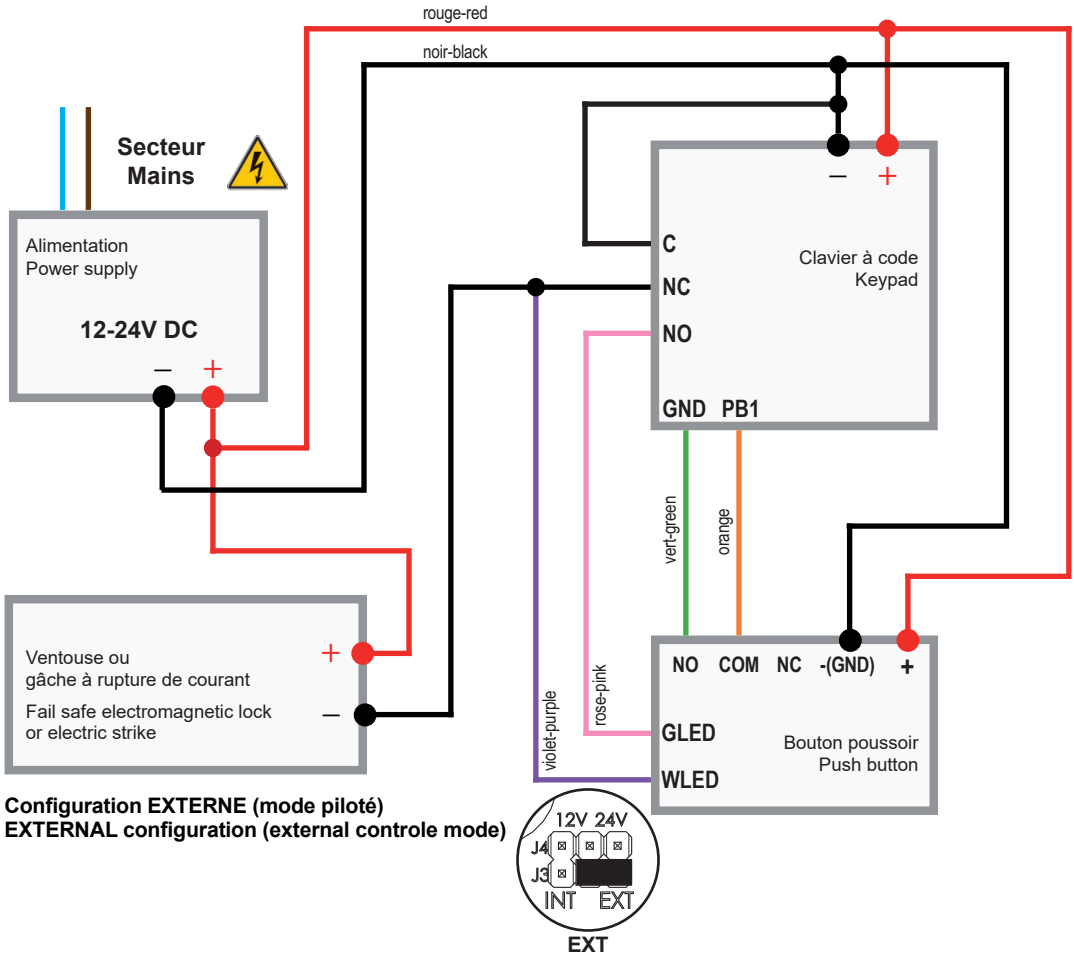 rouge-red
noir-black
Secteur
Mains
Alimentation
Power supply
12-24V DC
– +
– +
C
NC
NO
GND PB1
Clavier à code
Keypad
vert-green
orange
rose-pink
violet-purple
Ventouse ou
gâche à rupture de courant
Fail safe electromagnetic lock
or electric strike
+
–
NO COM NC -(GND) +
GLED
WLED
Bouton poussoir
Push button
Configuration EXTERNE (mode piloté)
EXTERNAL configuration (external controle mode)
12V 24V
J4
J3
INT EXT
EXT